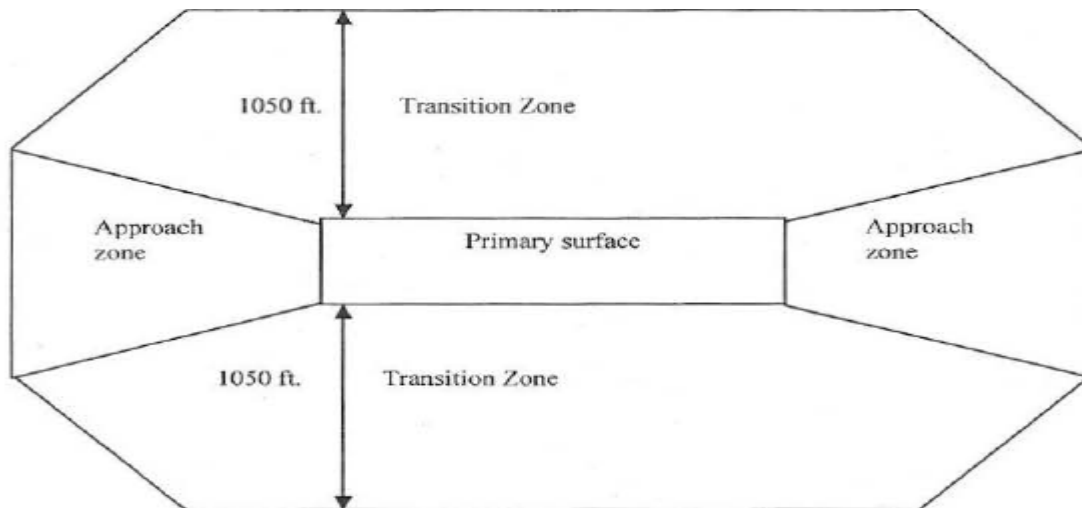 1050 ft.
Transition Zone
Approach
zone
Primary surface
Approach
zone
1050 ft.
Transition Zone